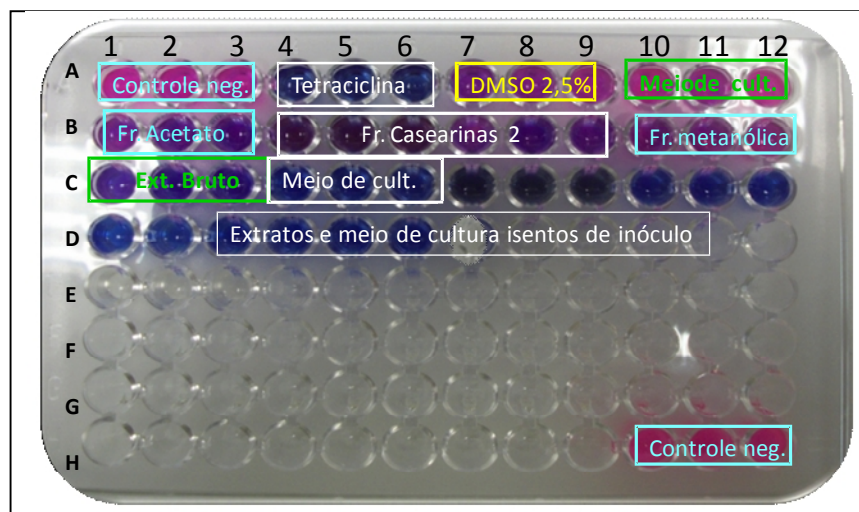 1 2 3 4 5 6 7 8 9 10 11 12
A Controle neg. Tetraciclina DMSO 2,5% Meiode cult.
B Fr. Acetato Fr. Casearinas 2 Fr. metanólica
C Ext. Bruto Meio de cult.
D Extratos e meio de cultura isentos de inóculo
E
F
G
H Controle neg.